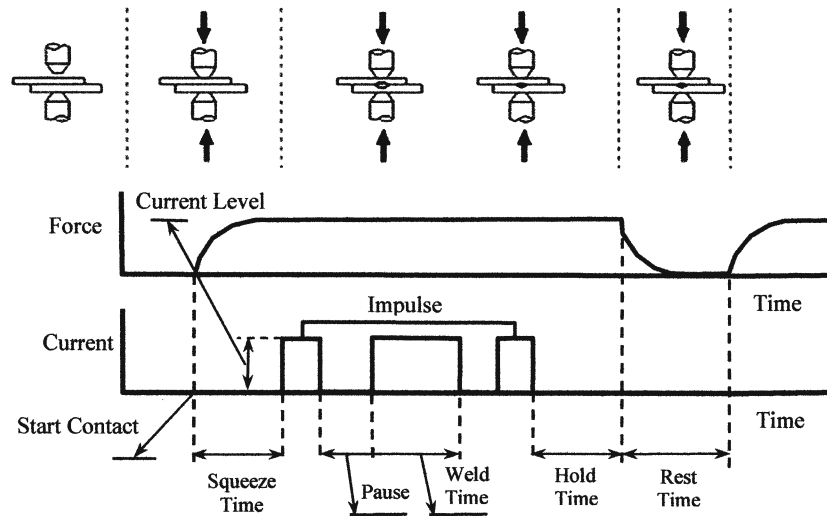 Current Level
Force
Time
Impulse
Current
Time
Start Contact
Squeeze
Time
Pause
Weld
Time
Hold
Time
Rest
Time